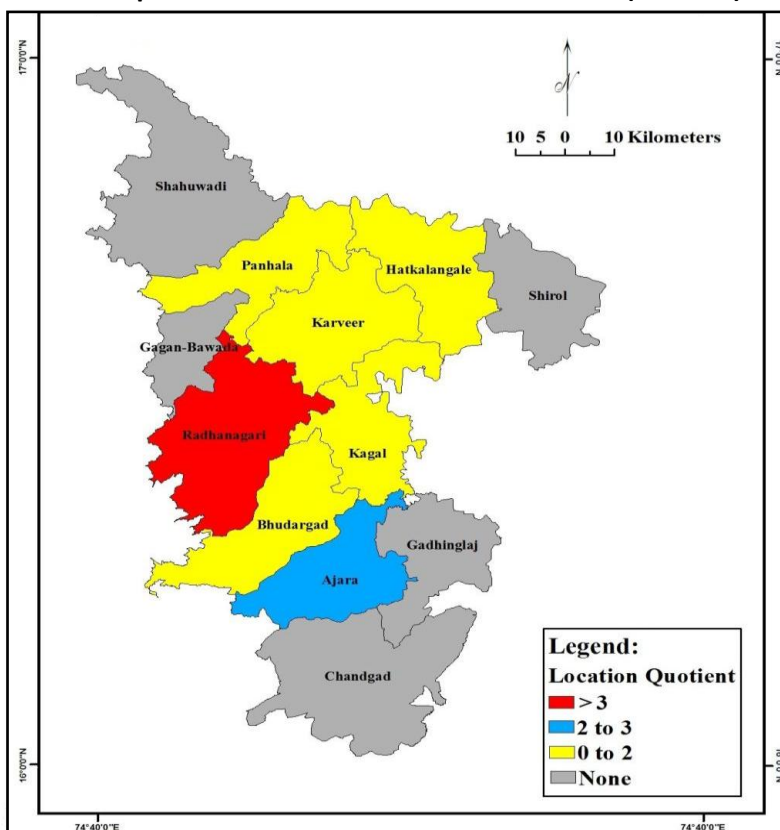 17°0'0"N
N
10 5 0 10 Kilometers
Shahuwadi
Panhala
Hatkalangale
Shirol
Karveer
Gagan-Bawada
Radhanagari
Kagal
Bhudargad
Gadhinglaj
Ajara
Chandgad
Legend:
Location Quotient
> 3
2 to 3
0 to 2
None
16°0'0"N
74°40'0"E
74°40'0"E